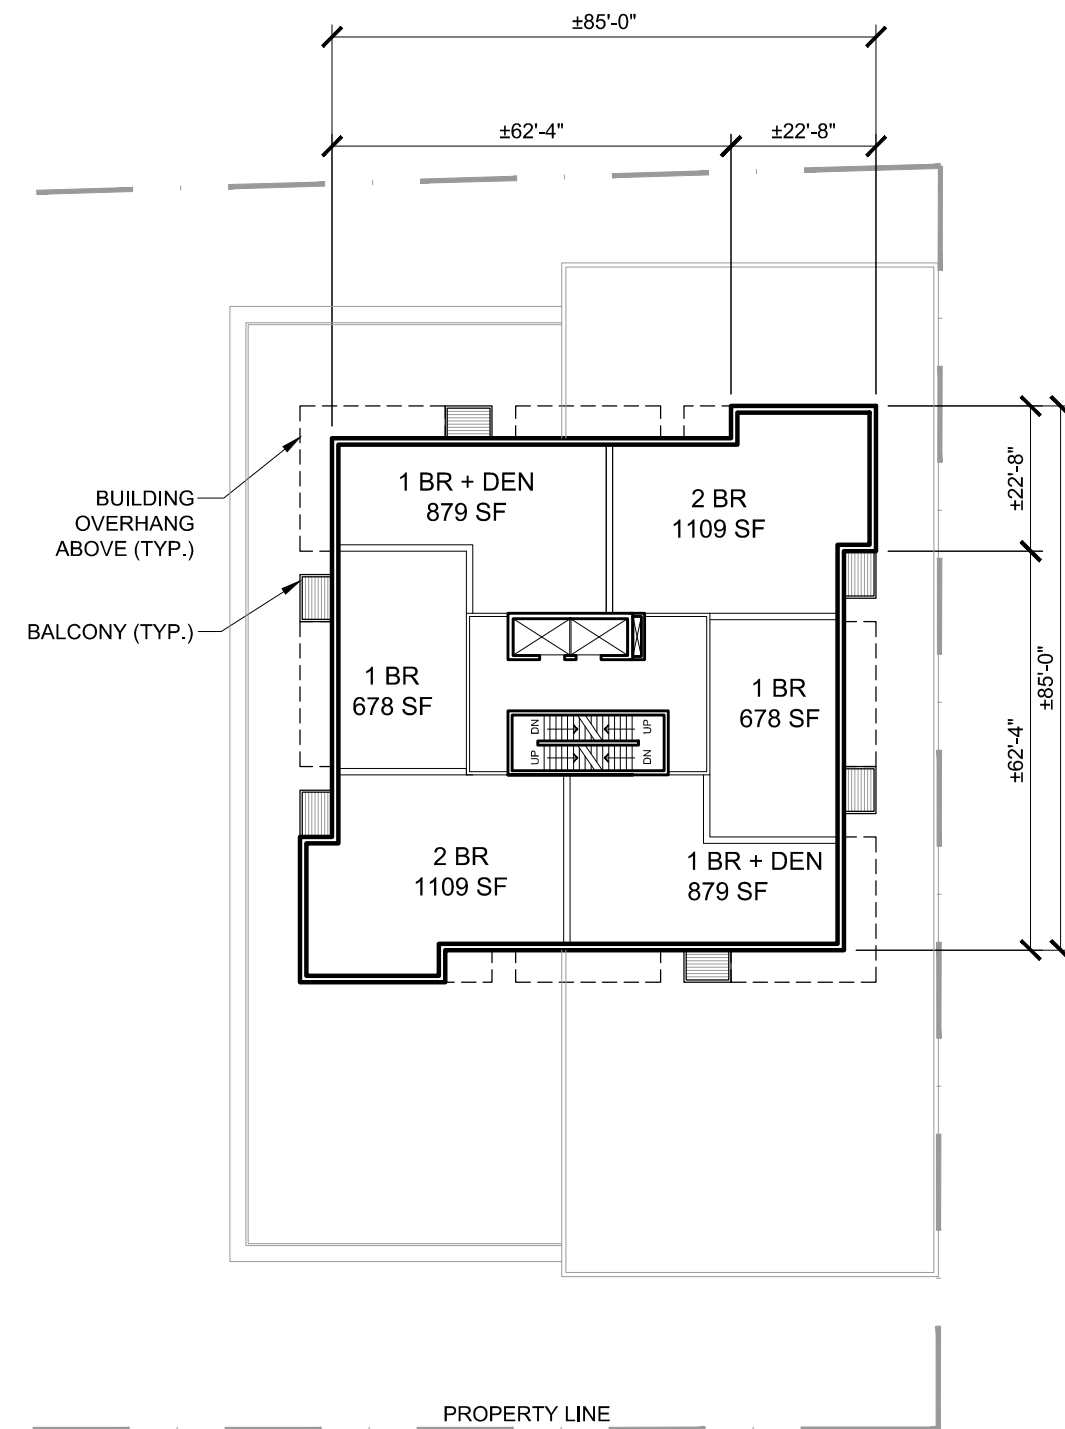 ±85'-0"
±62'-4"
±22'-8"
BUILDING
OVERHANG
ABOVE (TYP.)
BALCONY (TYP.)
1 BR + DEN
879 SF
2 BR
1109 SF
±22'-8"
±85'-0"
±62'-4"
1 BR
678 SF
1 BR
678 SF
DN
UP
UP
DN
2 BR
1109 SF
1 BR + DEN
879 SF
PROPERTY LINE